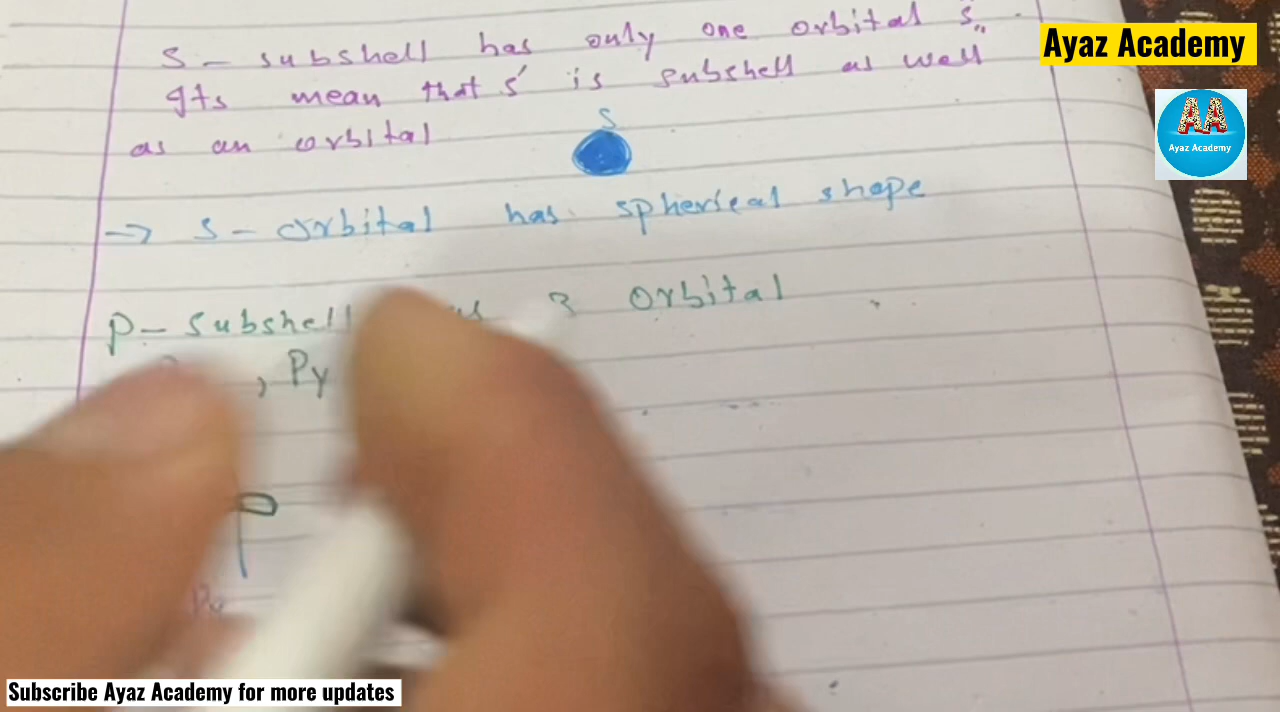 s - subshell has only one orbital "s"
Its mean that s' is subshell as well
as an orbital
s
→ s - orbital has spherical shape
P - subshell 3 orbital
, Py
P
Ayaz Academy
AA
Ayaz Academy
Subscribe Ayaz Academy for more updates